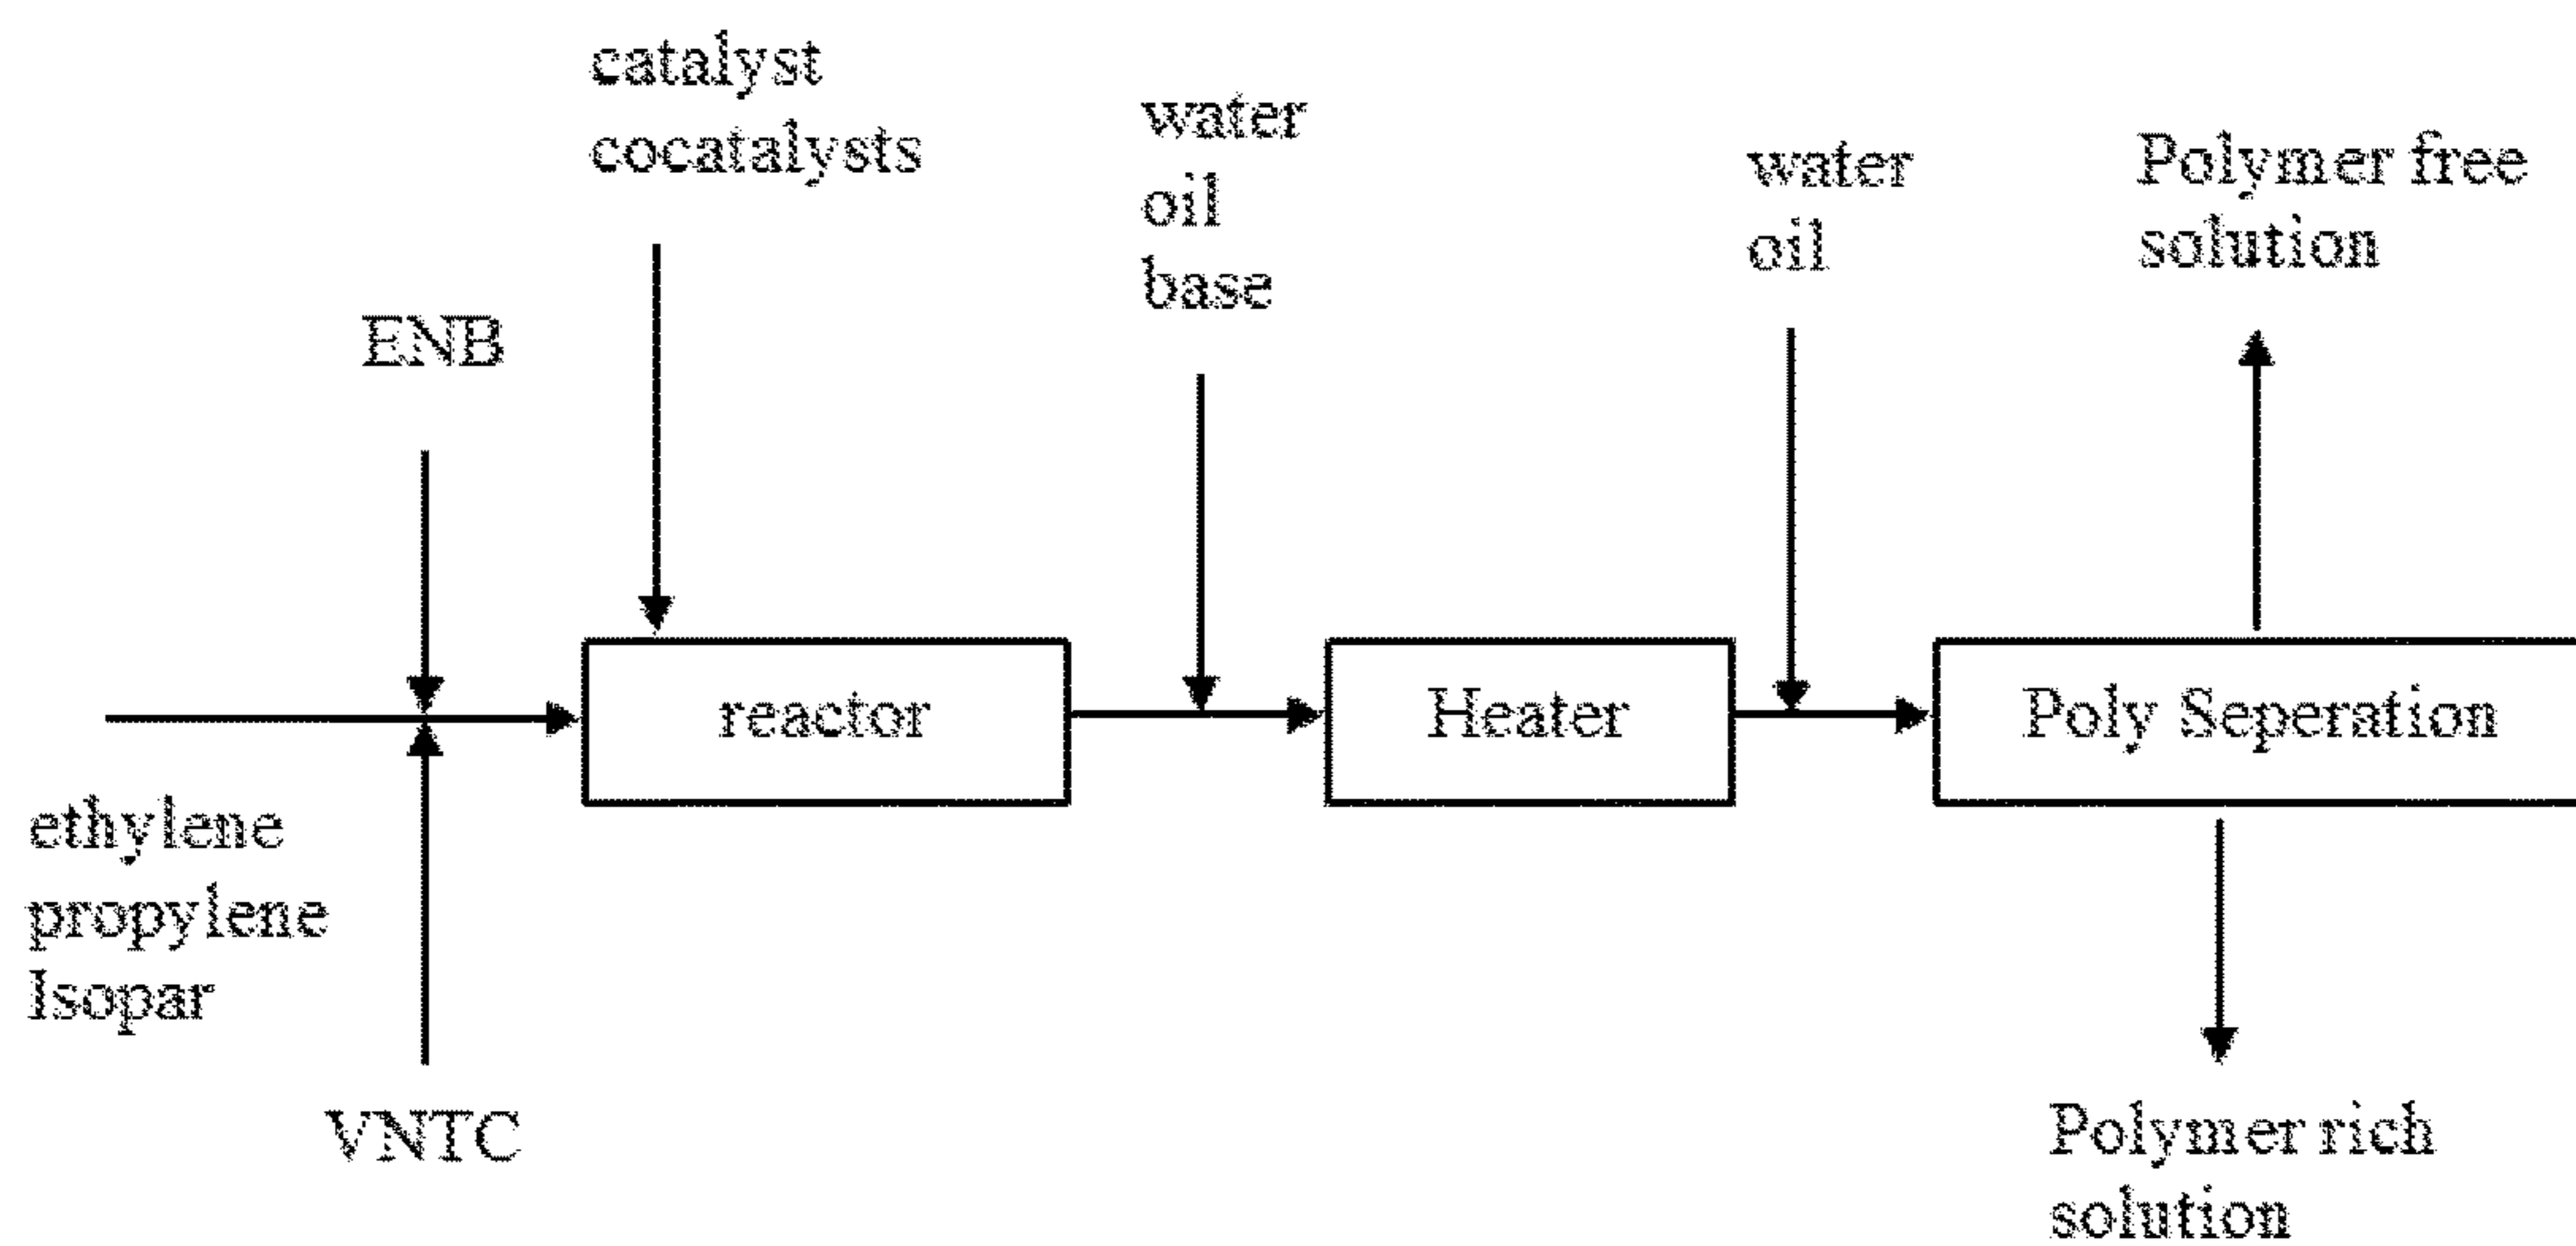 catalyst
cocatalysts
water
oil
base
water
oil
Polymer free
solution
ENB
reactor
Heater
Poly Seperation
ethylene
propylene
Isopar
VNTC
Polymer rich
solution